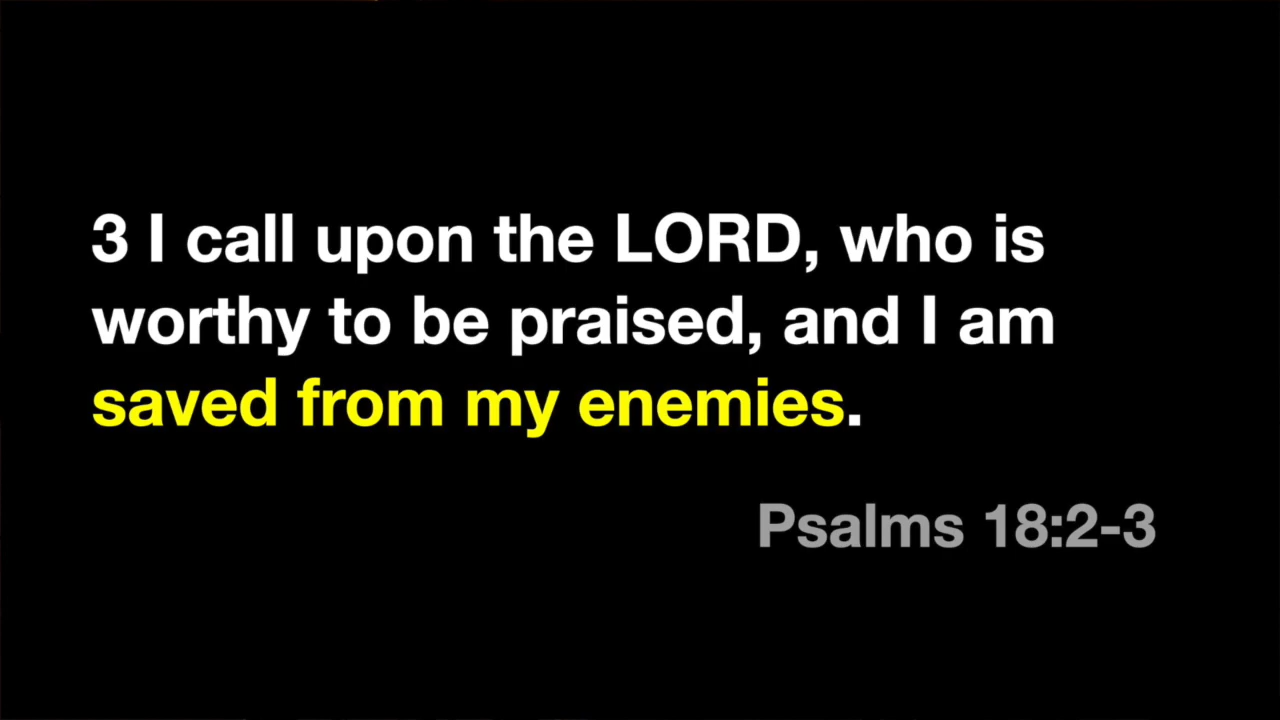 3 I call upon the LORD, who is
worthy to be praised, and I am
saved from my enemies.
Psalms 18:2-3